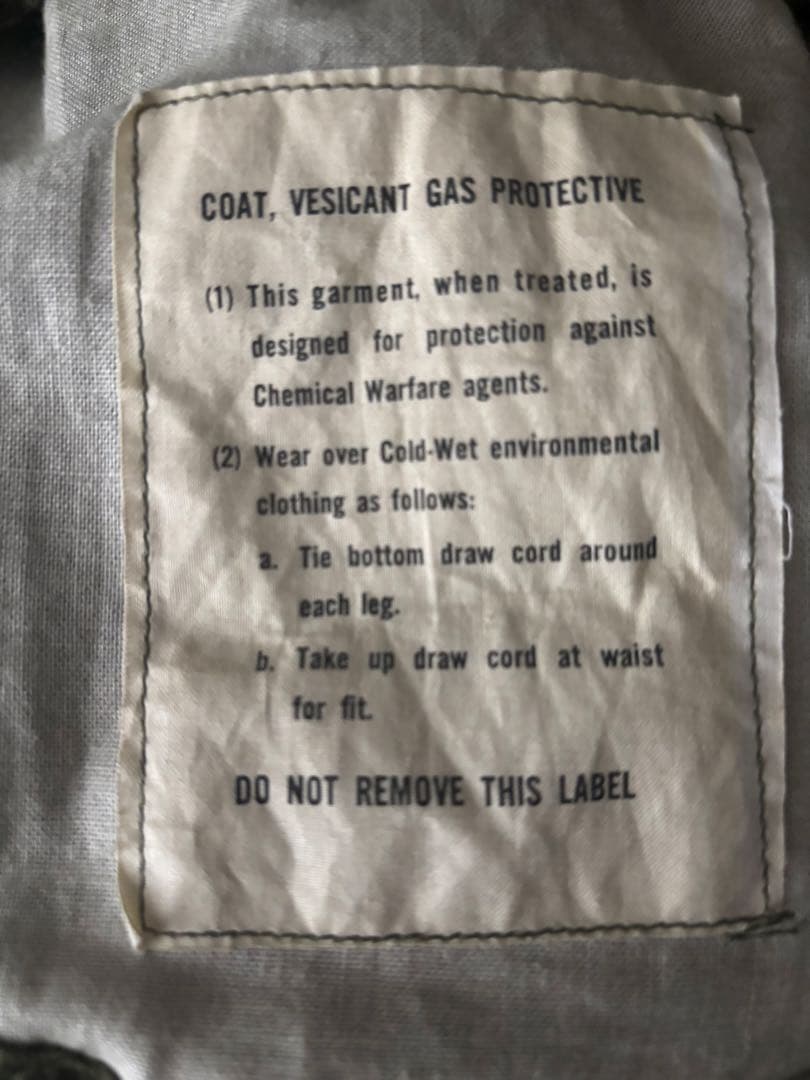 COAT, VESICANT GAS PROTECTIVE
(1) This garment, when treated, is
designed for protection against
Chemical Warfare agents.
(2) Wear over Cold-Wet environmental
clothing as follows:
a. Tie bottom draw cord around
each leg.
b. Take up draw cord at waist
for fit.
DO NOT REMOVE THIS LABEL